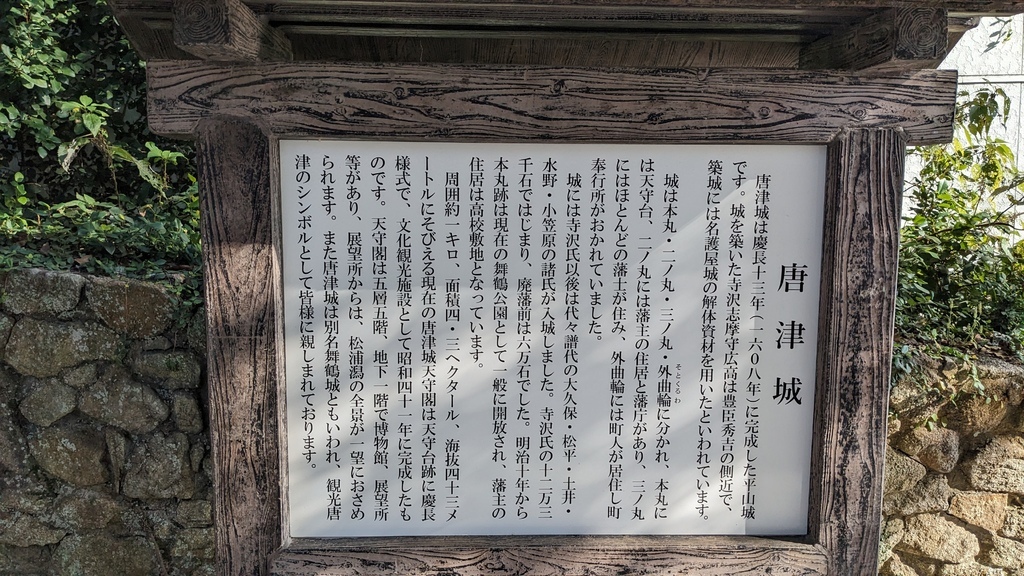 唐津城
唐津城は慶長十三年(一六〇八年)に完成した平山城
です。城を築いた寺沢志摩守広高は豊臣秀吉の側近で、
築城には名護屋城の解体資材を用いたといわれています。
城は本丸・二ノ丸・三ノ丸・外曲輪に分かれ、本丸に
そとくるわ
は天守台、二ノ丸には藩主の住居と藩庁があり、三ノ丸
にはほとんどの藩士が住み、外曲輪には町人が居住し町
奉行所がおかれていました。
城には寺沢氏以後は代々譜代の大久保・松平・土井・
水野・小笠原の諸氏が入城しました。寺沢氏の十二万三
千石ではじまり、廃藩前は六万石でした。明治十年から
本丸跡は現在の舞鶴公園として一般に開放され、藩主の
住居は高校敷地となっています。
周囲約一キロ、面積四・三ヘクタール、海抜四十三メ
ートルにそびえる現在の唐津城天守閣は天守台跡に慶長
様式で、文化観光施設として昭和四十一年に完成したも
のです。天守閣は五層五階、地下一階で博物館、展望所
等があり、展望所からは、松浦潟の全景が一望におさめ
られます。また唐津城は別名舞鶴城ともいわれ、観光唐
津のシンボルとして皆様に親しまれております。